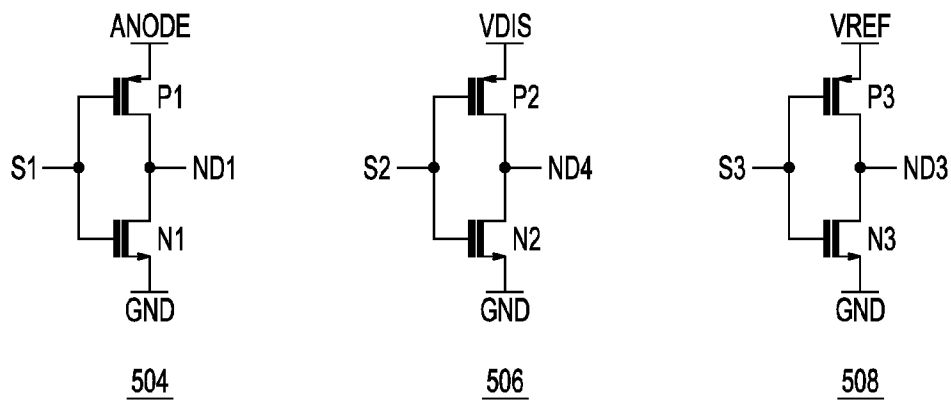 ANODE VDIS VREF
P1 P2 P3
S1 ND1 S2 ND4 S3 ND3
N1 N2 N3
GND GND GND
504 506 508